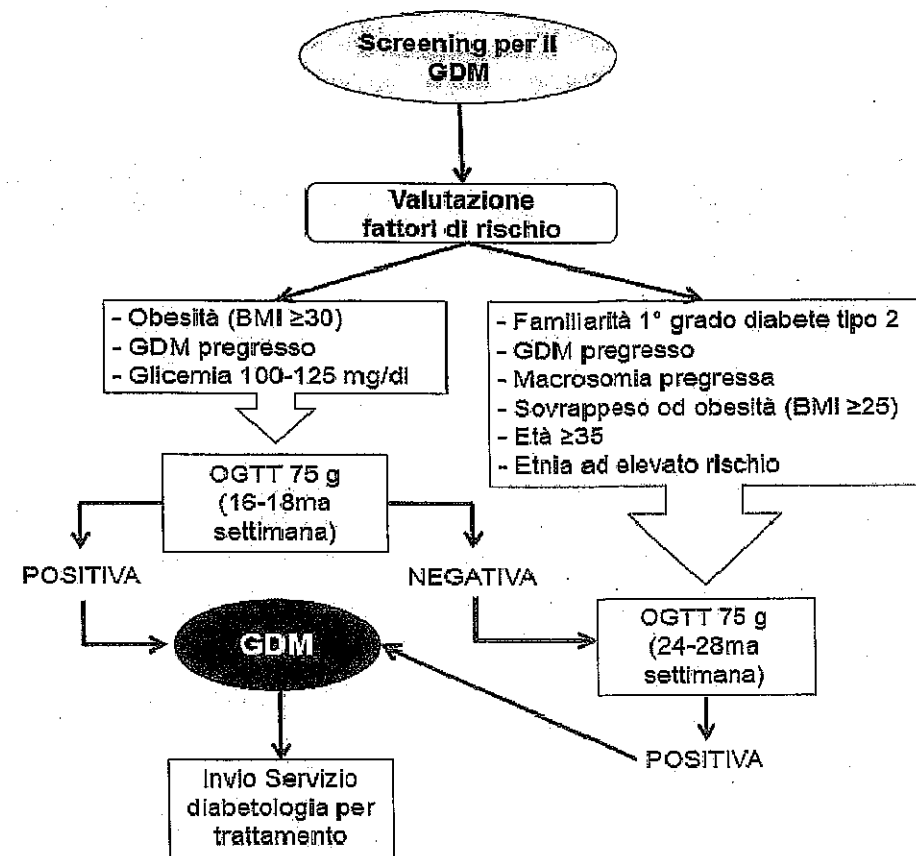 Screening per il
GDM
Valutazione
fattori di rischio
- Obesità (BMI ≥30)
- GDM pregresso
- Glicemia 100-125 mg/dl
- Familiarità 1° grado diabete tipo 2
- GDM pregresso
- Macrosomia pregressa
- Sovrappeso od obesità (BMI ≥25)
- Età ≥35
- Etnia ad elevato rischio
OGTT 75 g
(16-18ma
settimana)
POSITIVA
NEGATIVA
GDM
OGTT 75 g
(24-28ma
settimana)
POSITIVA
Invio Servizio
diabetologia per
trattamento